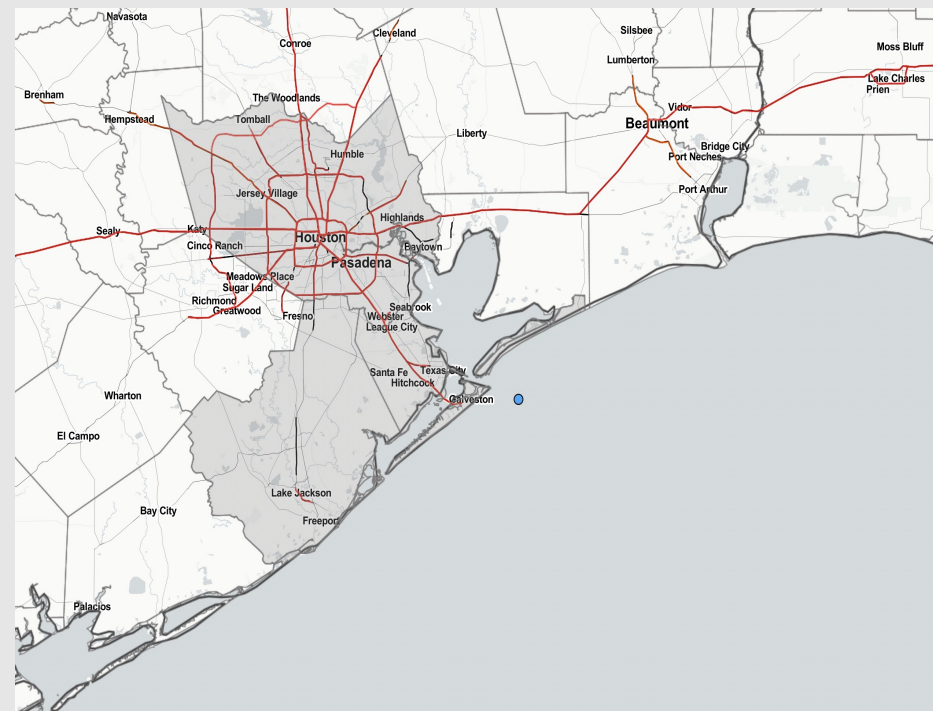 Navasota
Cleveland
Silsbee
Conroe
Moss Bluff
Lumberton
Lake Charles
Prien
Brenham
The Woodlands
Vidor
Hempstead
Tomball
Beaumont
Liberty
Bridge City
Humble
Port Neches
Jersey Village
Port Arthur
Highlands
Sealy
Katy
Houston
Cinco Ranch
Baytown
Pasadena
Meadows Place
Sugar Land
Richmond
Greatwood
Fresno
Seabrook
Webster
League City
Santa Fe
Texas City
Hitchcock
Wharton
Galveston
El Campo
Lake Jackson
Bay City
Freeport
Palacios